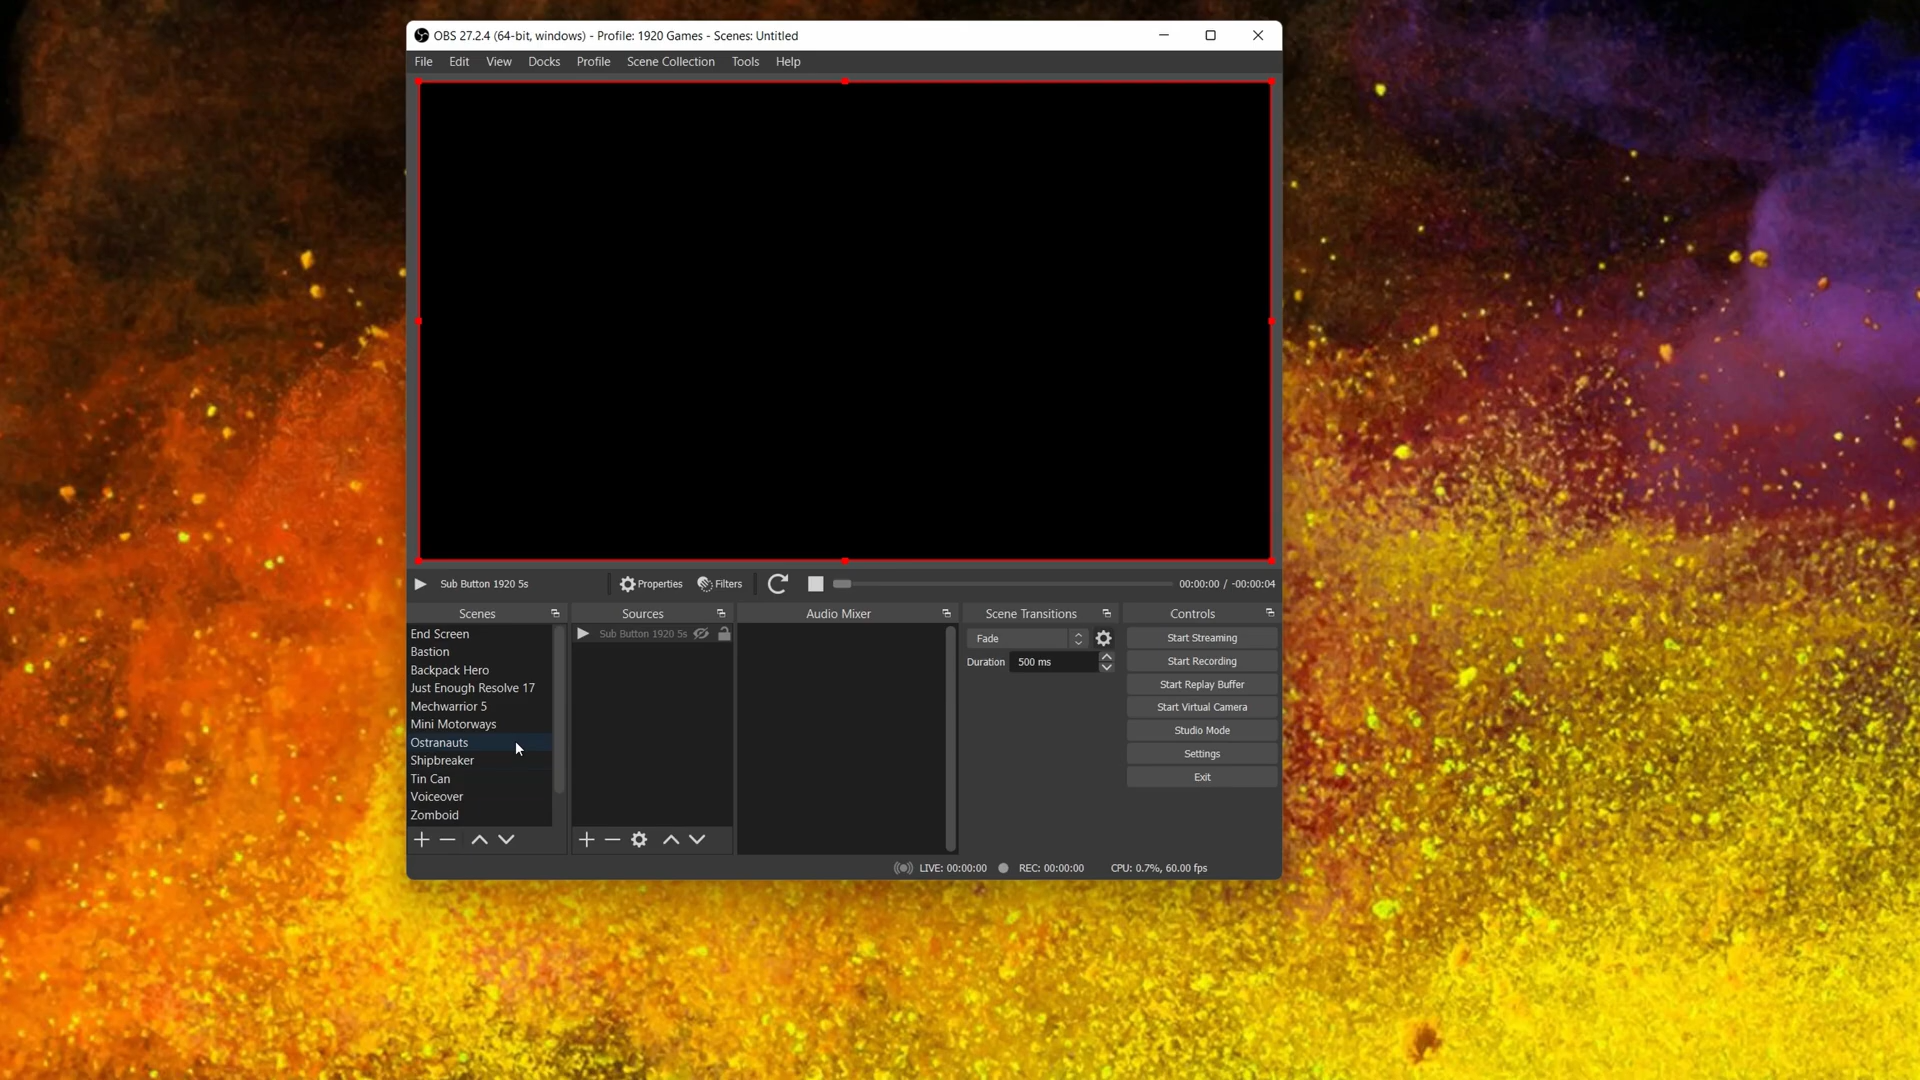 OBS 27.2.4 (64-bit, windows) - Profile: 1920 Games - Scenes: Untitled
File Edit View Docks Profile Scene Collection Tools Help
Sub Button 1920 5s Properties Filters 00:00:00 / -00:00:04
Scenes Sources Audio Mixer Scene Transitions Controls
End Screen
Bastion
Backpack Hero
Just Enough Resolve 17
Mechwarrior 5
Mini Motorways
Ostranauts
Shipbreaker
Tin Can
Voiceover
Zomboid
Sub Button 1920 5s
Fade
Duration 500 ms
Start Streaming
Start Recording
Start Replay Buffer
Start Virtual Camera
Studio Mode
Settings
Exit
LIVE: 00:00:00 REC: 00:00:00 CPU: 0.7%, 60.00 fps